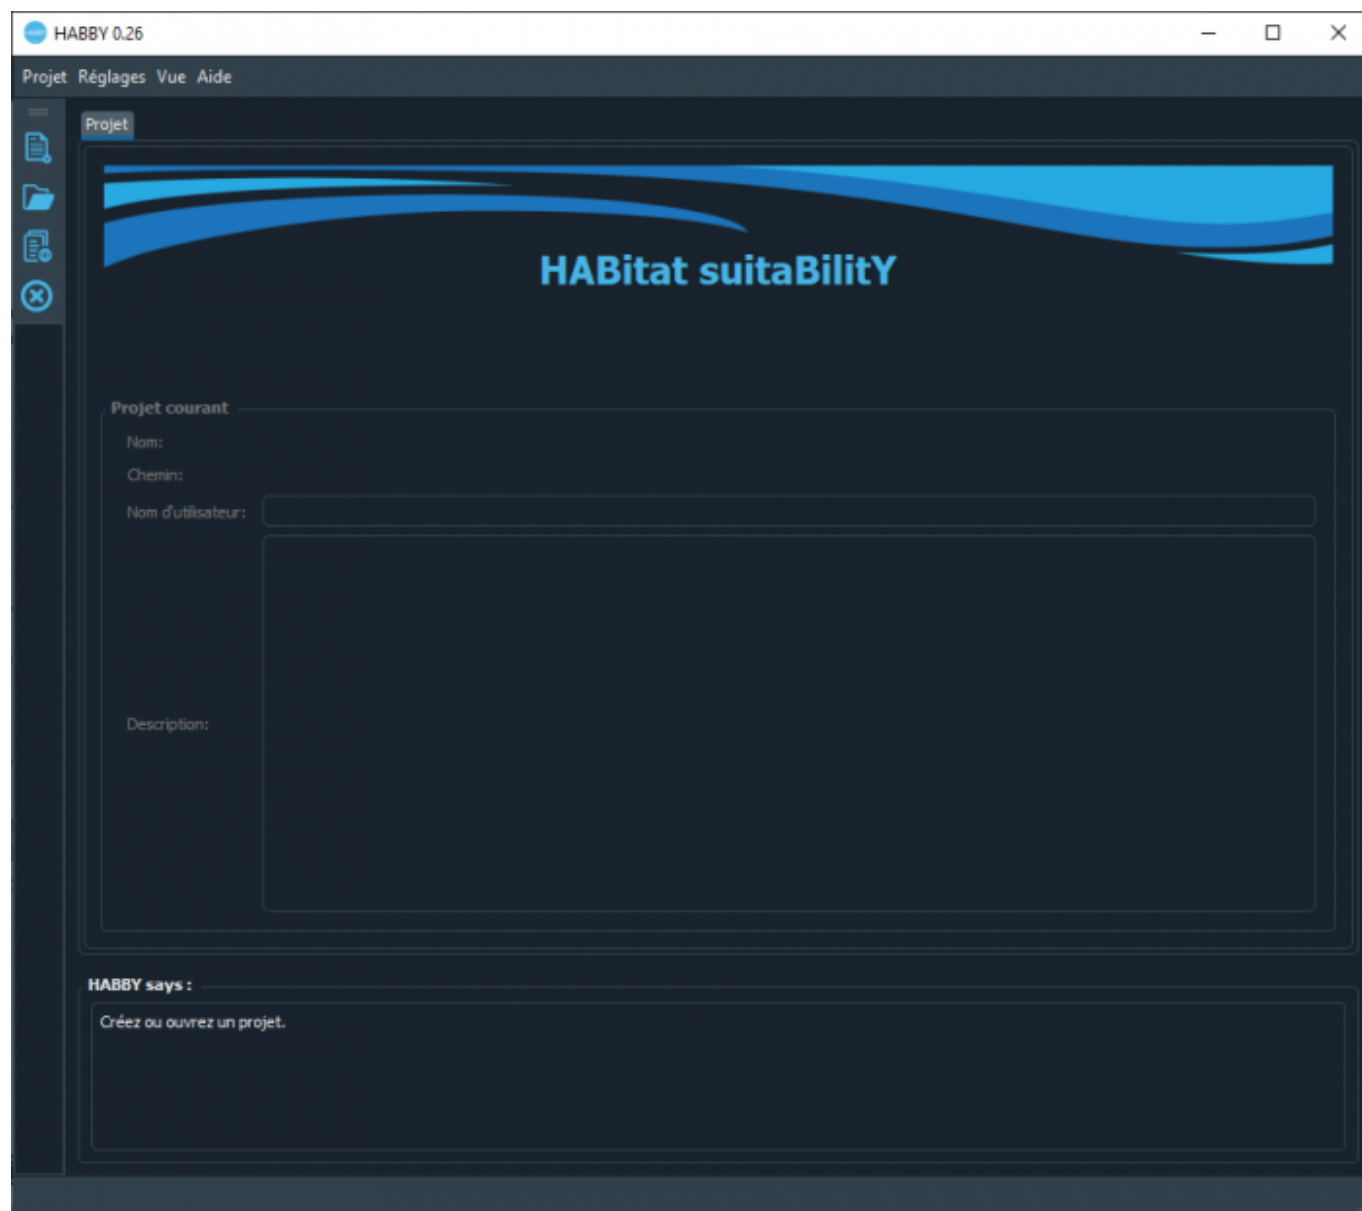 HABBY 0.26
Projet Réglages Vue Aide
Projet
HABitat suitaBilitY
Projet courant
Nom:
Chemin:
Nom d'utilisateur:
Description:
HABBY says :
Créez ou ouvrez un projet.